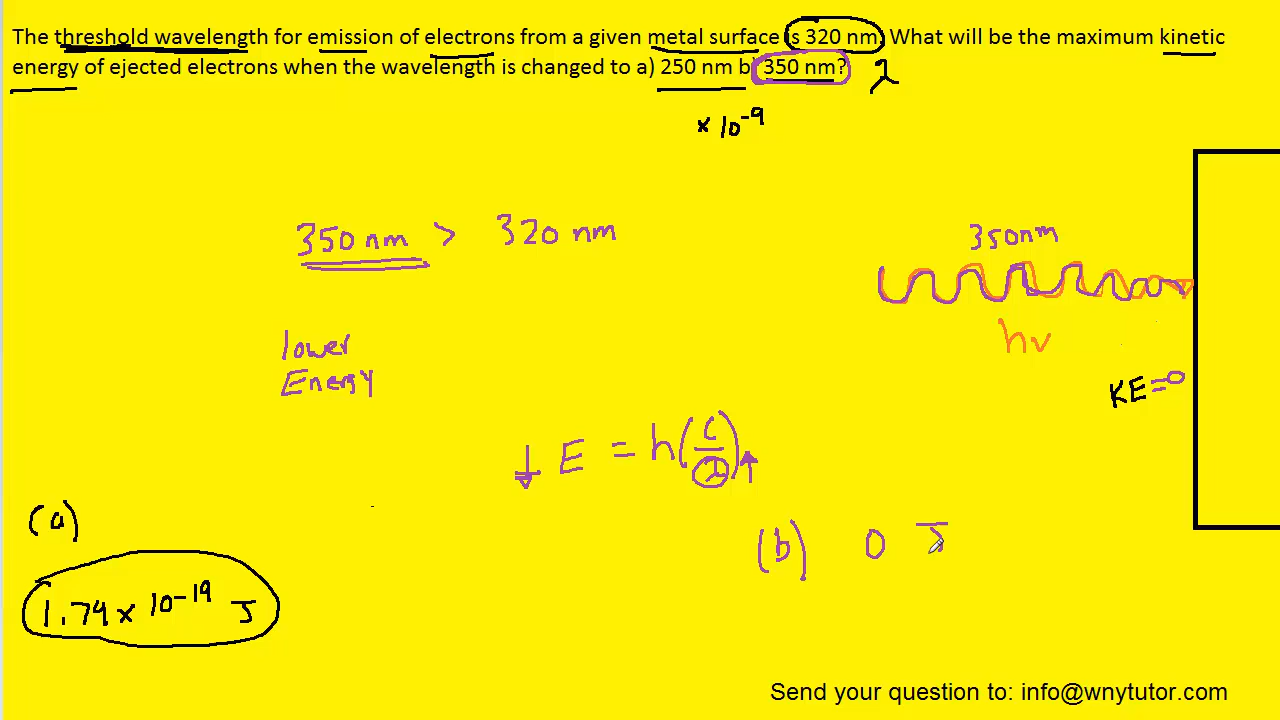 The threshold wavelength for emission of electrons from a given metal surface is 320 nm. What will be the maximum kinetic
energy of ejected electrons when the wavelength is changed to a) 250 nm b) 350 nm? λ
× 10⁻⁹
350 nm > 320 nm
350nm
lower
Energy
hν
KE=0
↓ E = h(c/λ)↑
(a)
(b) 0 J
1.74 × 10⁻¹⁹ J
Send your question to: info@wnytutor.com